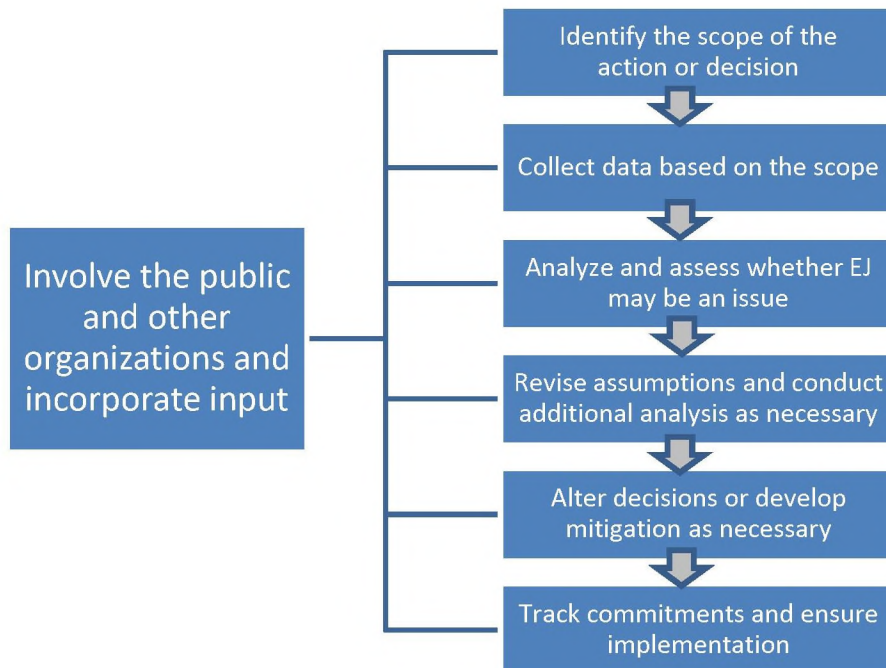 Involve the public
and other
organizations and
incorporate input
Identify the scope of the
action or decision
Collect data based on the scope
Analyze and assess whether EJ
may be an issue
Revise assumptions and conduct
additional analysis as necessary
Alter decisions or develop
mitigation as necessary
Track commitments and ensure
implementation